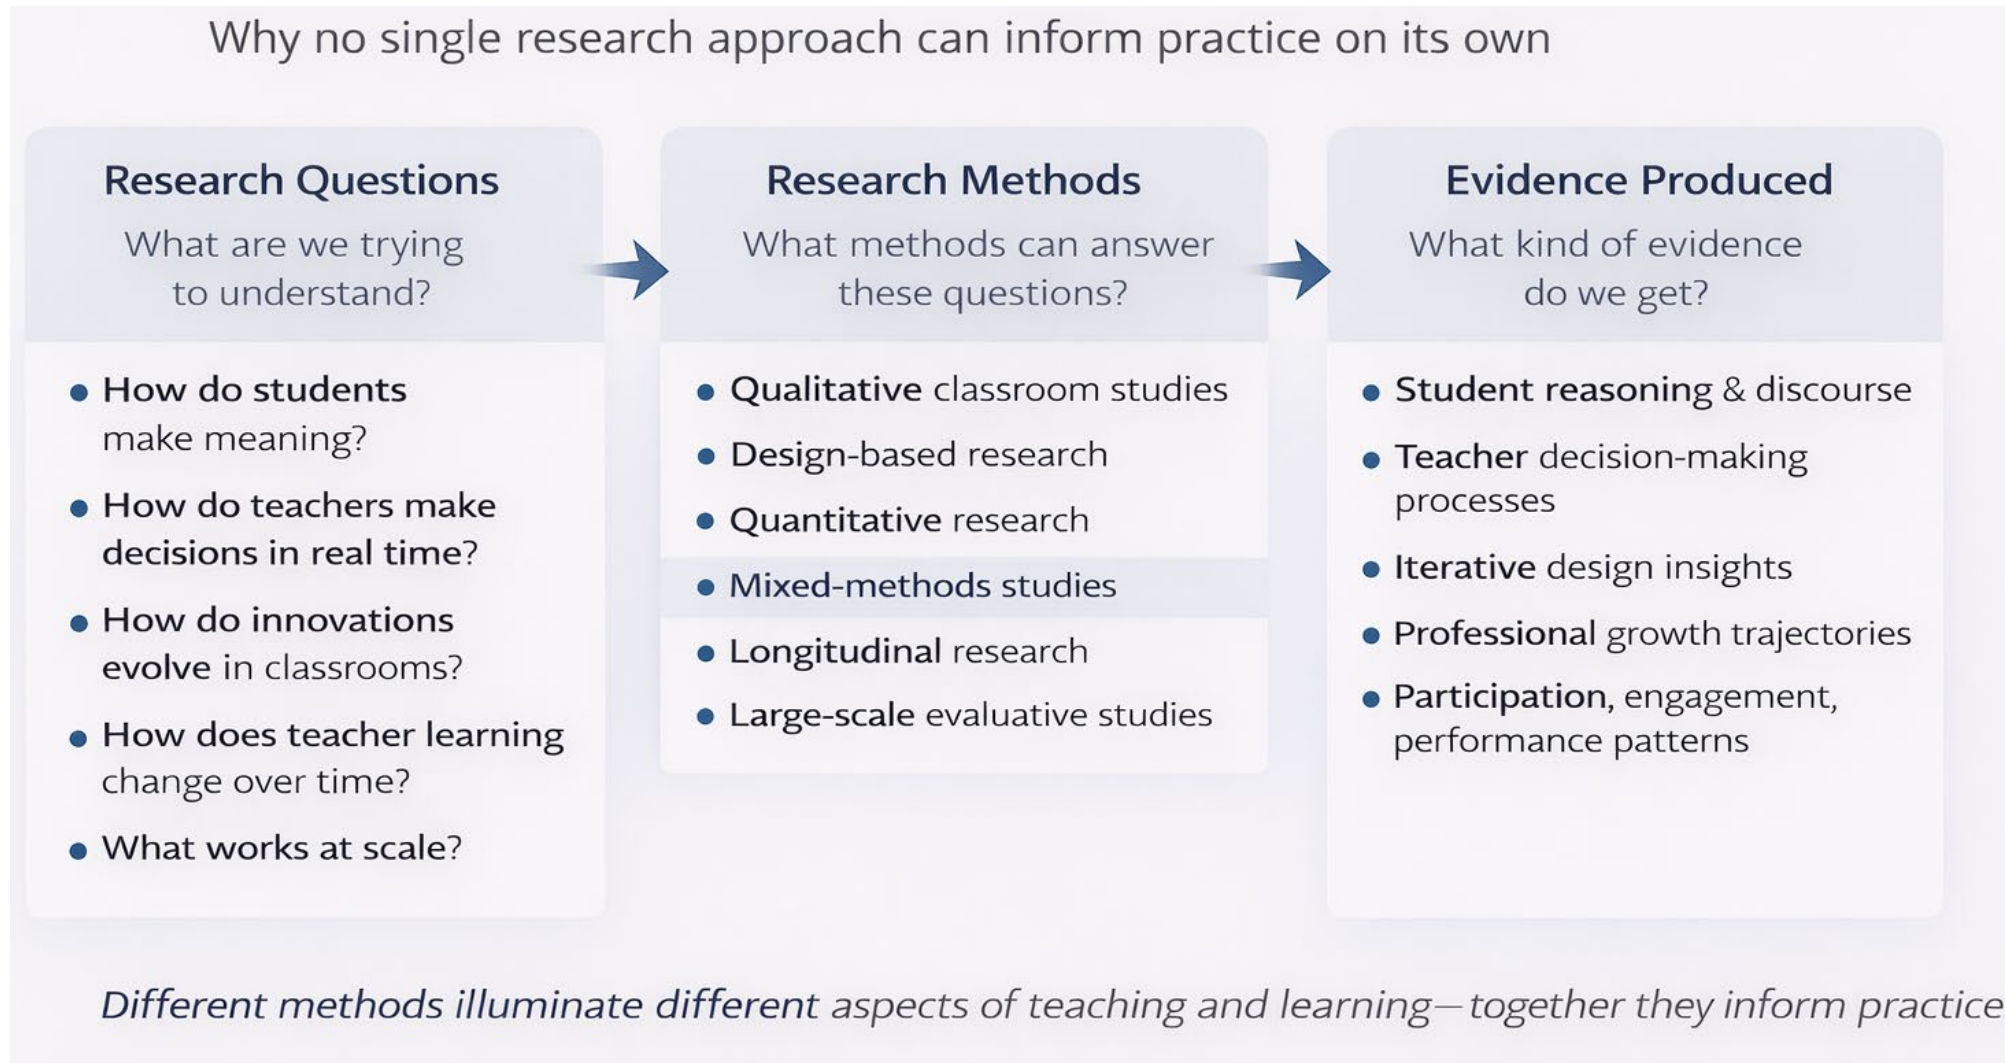 Why no single research approach can inform practice on its own
Research Questions
What are we trying
to understand?
• How do students
make meaning?
• How do teachers make
decisions in real time?
• How do innovations
evolve in classrooms?
• How does teacher learning
change over time?
• What works at scale?
Research Methods
What methods can answer
these questions?
• Qualitative classroom studies
• Design-based research
• Quantitative research
• Mixed-methods studies
• Longitudinal research
• Large-scale evaluative studies
Evidence Produced
What kind of evidence
do we get?
• Student reasoning & discourse
• Teacher decision-making
processes
• Iterative design insights
• Professional growth trajectories
• Participation, engagement,
performance patterns
Different methods illuminate different aspects of teaching and learning—together they inform practice